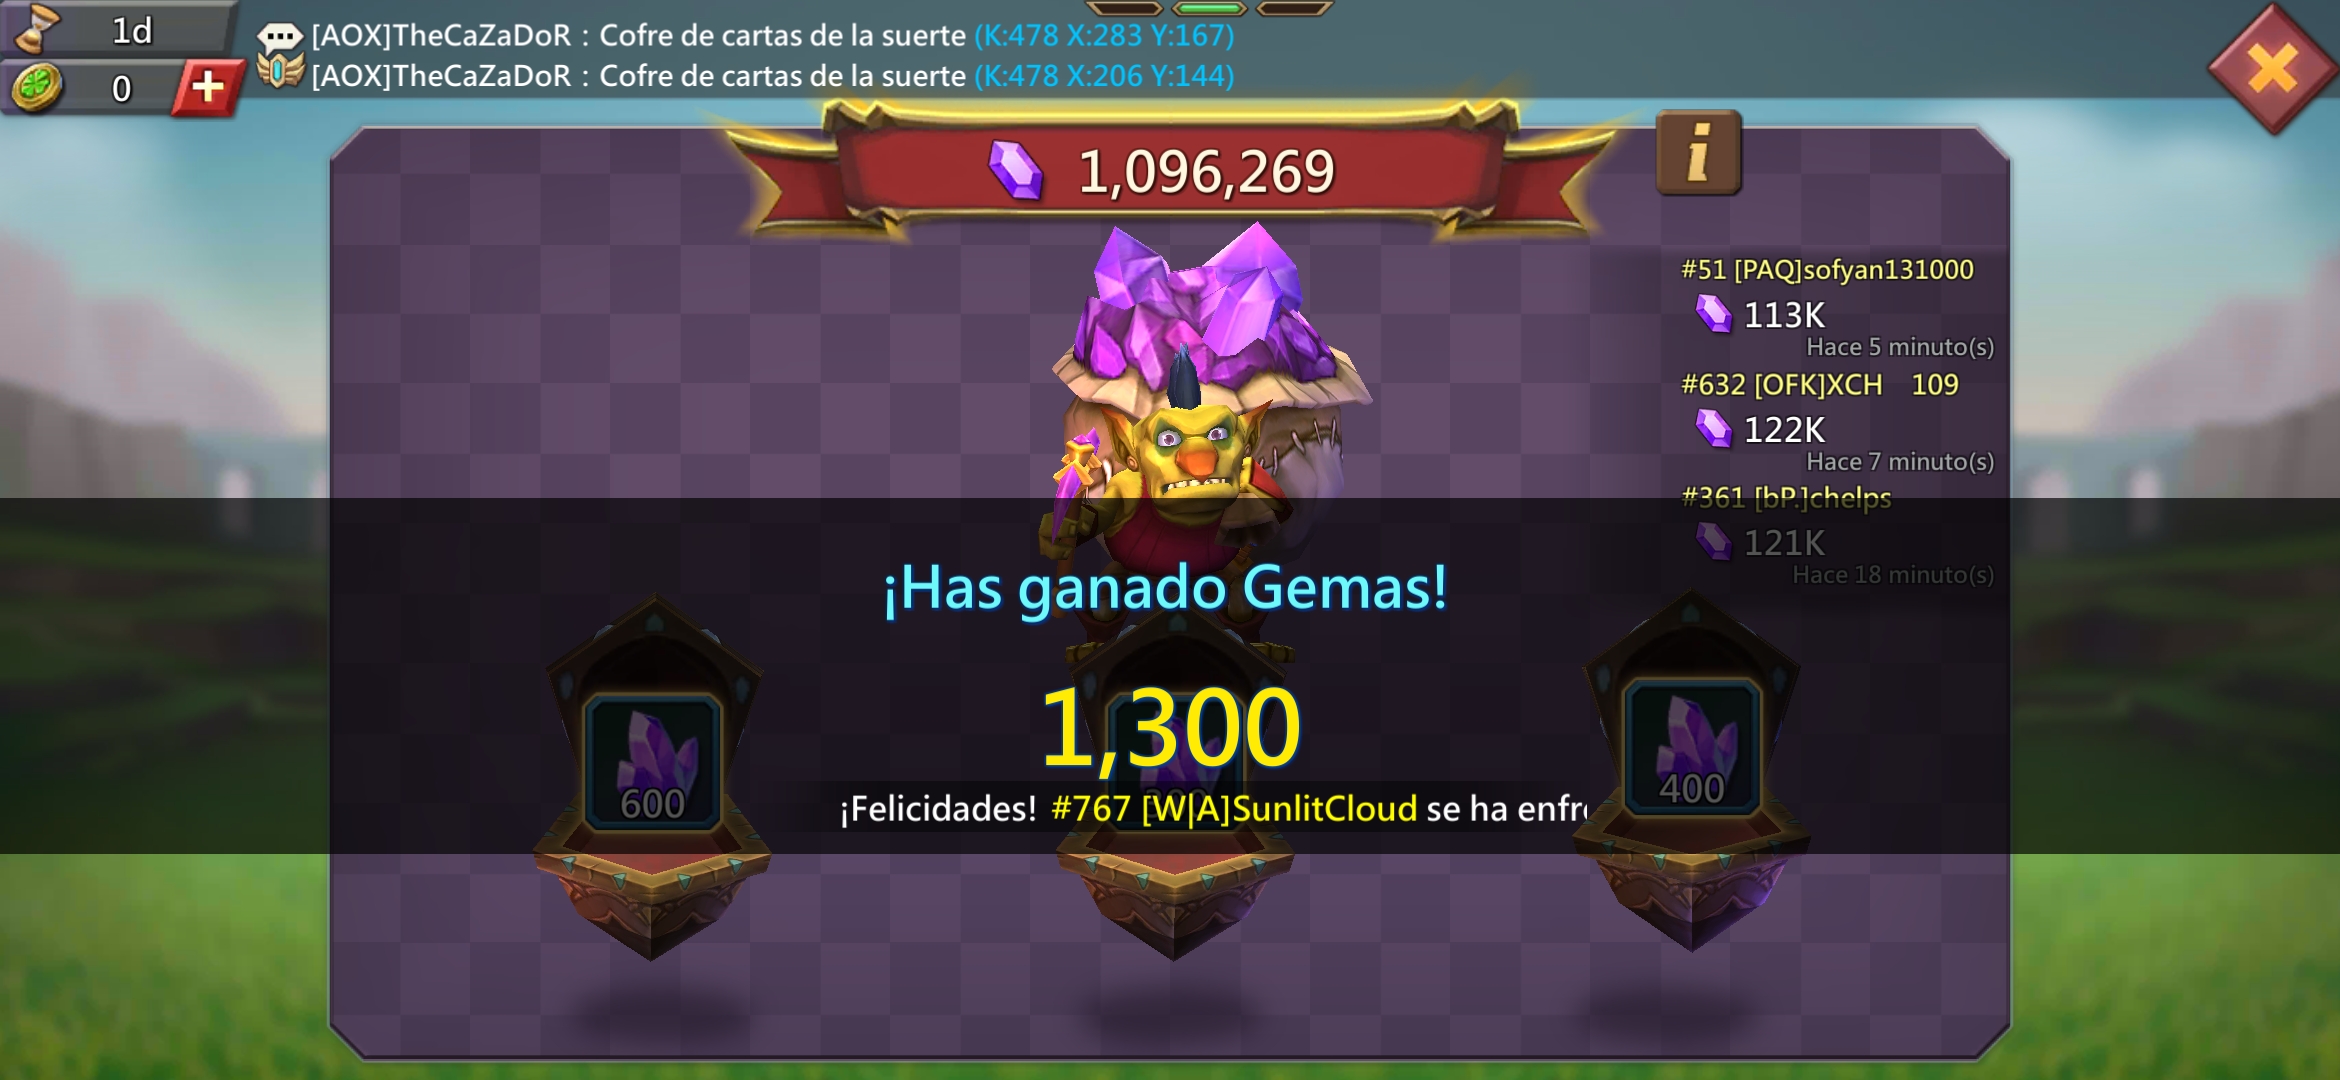 1d
[AOX]TheCaZaDoR : Cofre de cartas de la suerte (K:478 X:283 Y:167)
0
[AOX]TheCaZaDoR : Cofre de cartas de la suerte (K:478 X:206 Y:144)
1,096,269
i
#51 [PAQ]sofyan131000
113K
Hace 5 minuto(s)
#632 [OFK]XCH 109
122K
Hace 7 minuto(s)
#361 [bP.]chelps
121K
Hace 18 minuto(s)
¡Has ganado Gemas!
1,300
600
400
¡Felicidades! #767 [W|A]SunlitCloud se ha